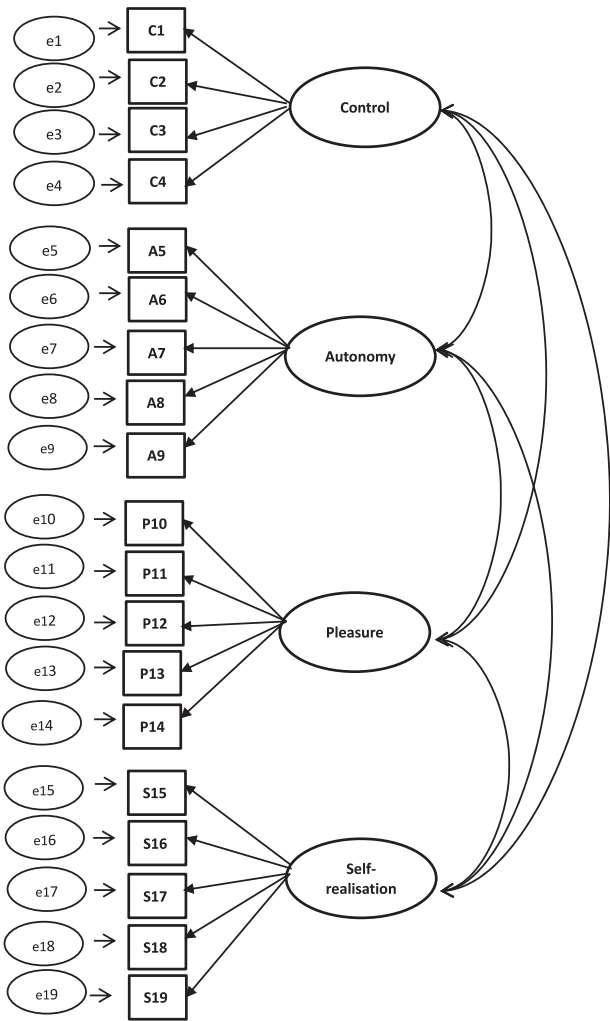 e1
C1
e2
C2
e3
C3
e4
C4
Control
e5
A5
e6
A6
e7
A7
e8
A8
e9
A9
Autonomy
e10
P10
e11
P11
e12
P12
e13
P13
e14
P14
Pleasure
e15
S15
e16
S16
e17
S17
e18
S18
e19
S19
Self-
realisation